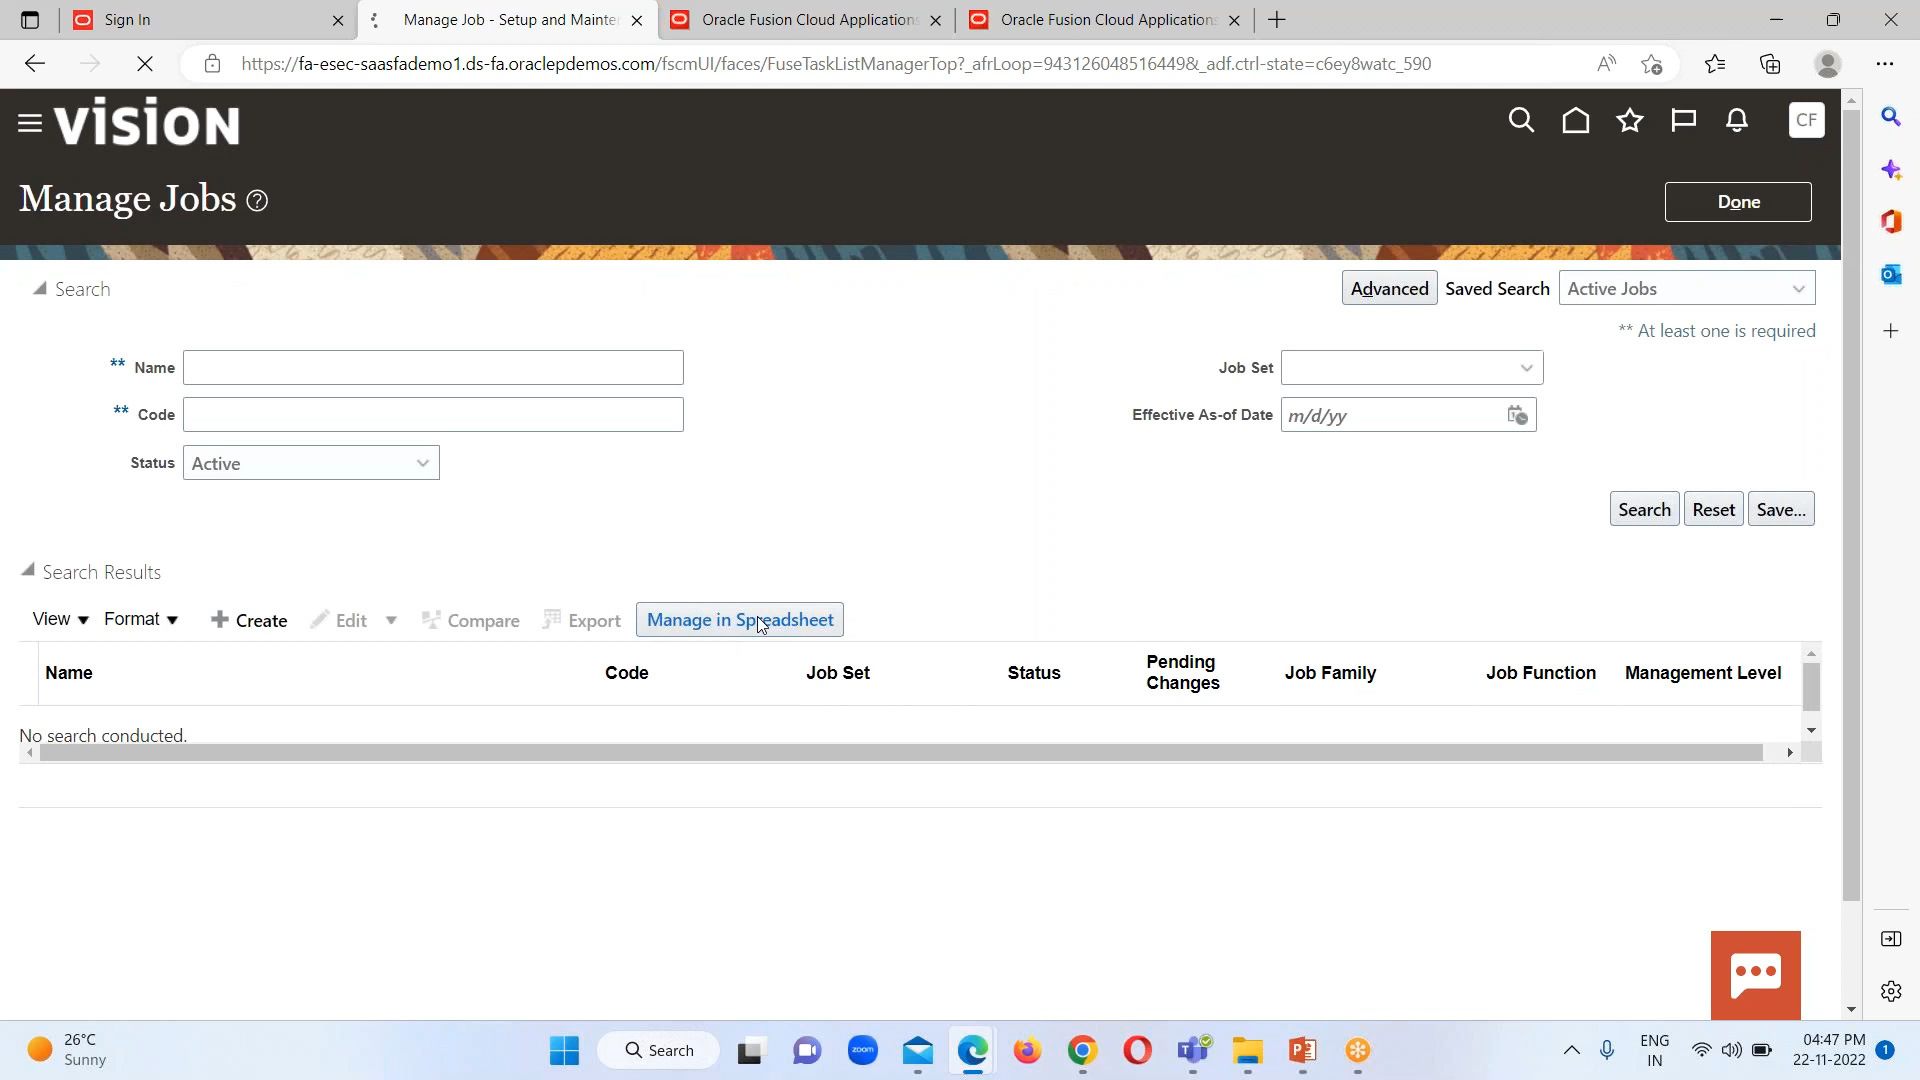 Sign In
Manage Job - Setup and Mainte
Oracle Fusion Cloud Applications
Oracle Fusion Cloud Applications
https://fa-esec-saasfademo1.ds-fa.oraclepdemos.com/fscmUI/faces/FuseTaskListManagerTop?_afrLoop=9431260485164498&_adf.ctrl-state=c6ey8watc_590
VISION
CF
Manage Jobs ?
Done
Search
Advanced Saved Search Active Jobs
** At least one is required
** Name
Job Set
** Code
Effective As-of Date m/d/yy
Status Active
Search Reset Save...
Search Results
View Format Create Edit Compare Export Manage in Spreadsheet
Name Code Job Set Status Pending Changes Job Family Job Function Management Level
No search conducted.
26°C
Sunny
Search
zoom
ENG
IN
04:47 PM
22-11-2022
1